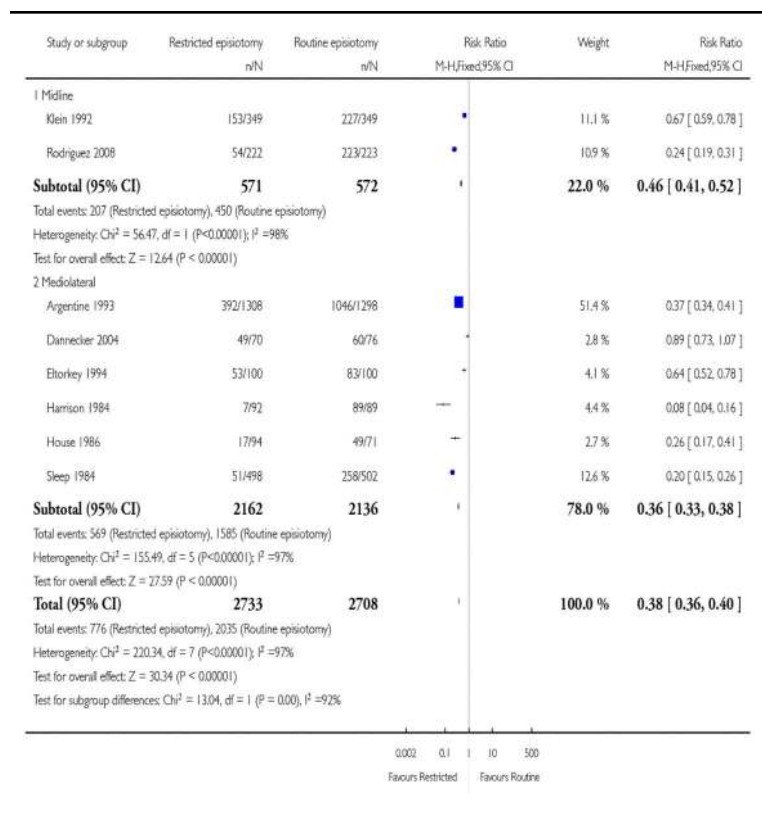 Study or subgroup Restricted episiotomy Routine episiotomy Risk Ratio Weight Risk Ratio
n/N n/N M-H,Fixed,95% CI M-H,Fixed,95% CI
1 Midline
Klein 1992 153/349 227/349 11.1 % 0.67 [ 0.59, 0.78 ]
Rodriguez 2008 54/222 223/223 10.9 % 0.24 [ 0.19, 0.31 ]
Subtotal (95% CI) 571 572 22.0 % 0.46 [ 0.41, 0.52 ]
Total events: 207 (Restricted episiotomy), 450 (Routine episiotomy)
Heterogeneity: Chi² = 56.47, df = 1 (P<0.00001); I² =98%
Test for overall effect: Z = 12.64 (P < 0.00001)
2 Mediolateral
Argentine 1993 392/1308 1046/1298 51.4 % 0.37 [ 0.34, 0.41 ]
Dannecker 2004 49/70 60/76 2.8 % 0.89 [ 0.73, 1.07 ]
Eltorkey 1994 53/100 83/100 4.1 % 0.64 [ 0.52, 0.78 ]
Harrison 1984 7/92 89/89 4.4 % 0.08 [ 0.04, 0.16 ]
House 1986 17/94 49/71 2.7 % 0.26 [ 0.17, 0.41 ]
Sleep 1984 51/498 258/502 12.6 % 0.20 [ 0.15, 0.26 ]
Subtotal (95% CI) 2162 2136 78.0 % 0.36 [ 0.33, 0.38 ]
Total events: 569 (Restricted episiotomy), 1585 (Routine episiotomy)
Heterogeneity: Chi² = 155.49, df = 5 (P<0.00001); I² =97%
Test for overall effect: Z = 27.59 (P < 0.00001)
Total (95% CI) 2733 2708 100.0 % 0.38 [ 0.36, 0.40 ]
Total events: 776 (Restricted episiotomy), 2035 (Routine episiotomy)
Heterogeneity: Chi² = 220.34, df = 7 (P<0.00001); I² =97%
Test for overall effect: Z = 30.34 (P < 0.00001)
Test for subgroup differences: Chi² = 13.04, df = 1 (P = 0.00), I² =92%
0.002 0.1 1 10 500
Favours Restricted Favours Routine